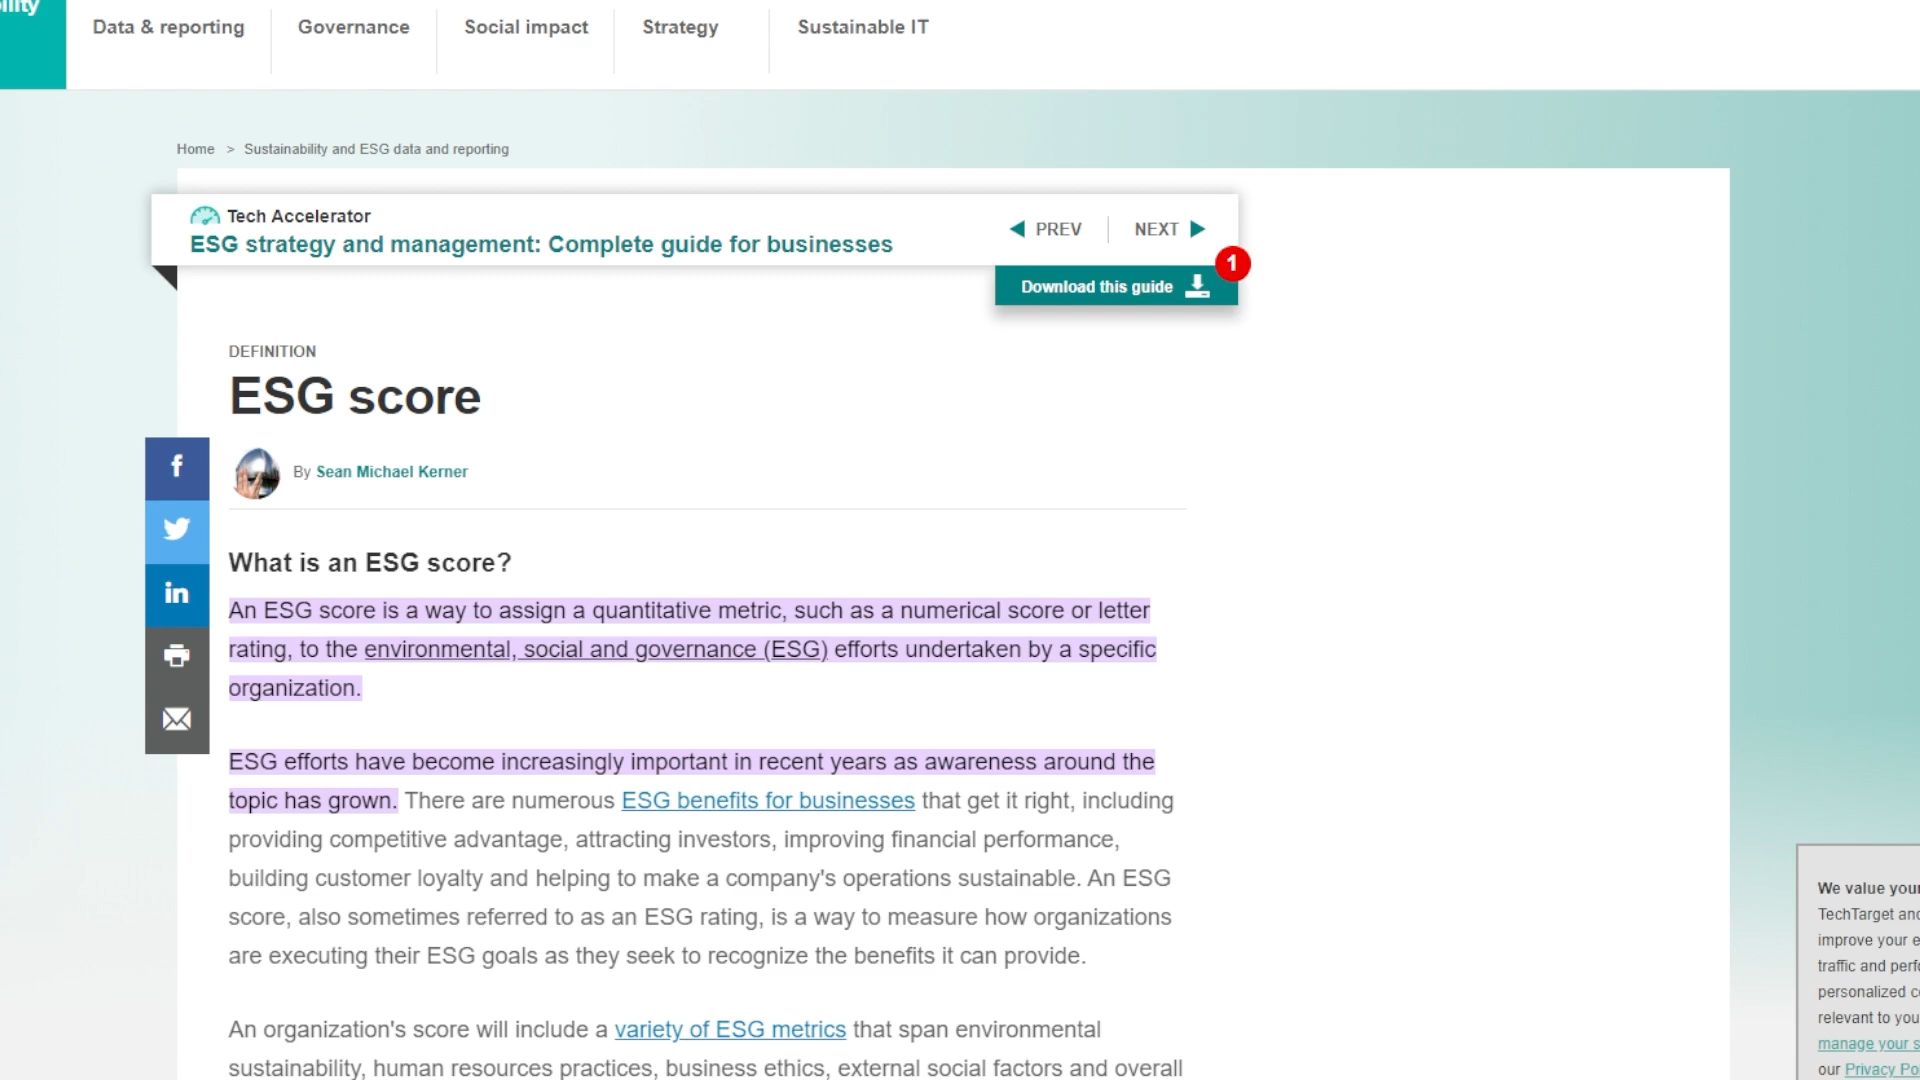 Data & reporting
Governance
Social impact
Strategy
Sustainable IT
Home > Sustainability and ESG data and reporting
Tech Accelerator
ESG strategy and management: Complete guide for businesses
PREV
NEXT
1
Download this guide
DEFINITION
ESG score
By Sean Michael Kerner
f
in
What is an ESG score?
An ESG score is a way to assign a quantitative metric, such as a numerical score or letter
rating, to the environmental, social and governance (ESG) efforts undertaken by a specific
organization.
ESG efforts have become increasingly important in recent years as awareness around the
topic has grown. There are numerous ESG benefits for businesses that get it right, including
providing competitive advantage, attracting investors, improving financial performance,
building customer loyalty and helping to make a company's operations sustainable. An ESG
score, also sometimes referred to as an ESG rating, is a way to measure how organizations
are executing their ESG goals as they seek to recognize the benefits it can provide.
An organization's score will include a variety of ESG metrics that span environmental
sustainability, human resources practices, business ethics, external social factors and overall
We value your
TechTarget and
improve your
traffic and
personalized
relevant to you
manage your
our Privacy